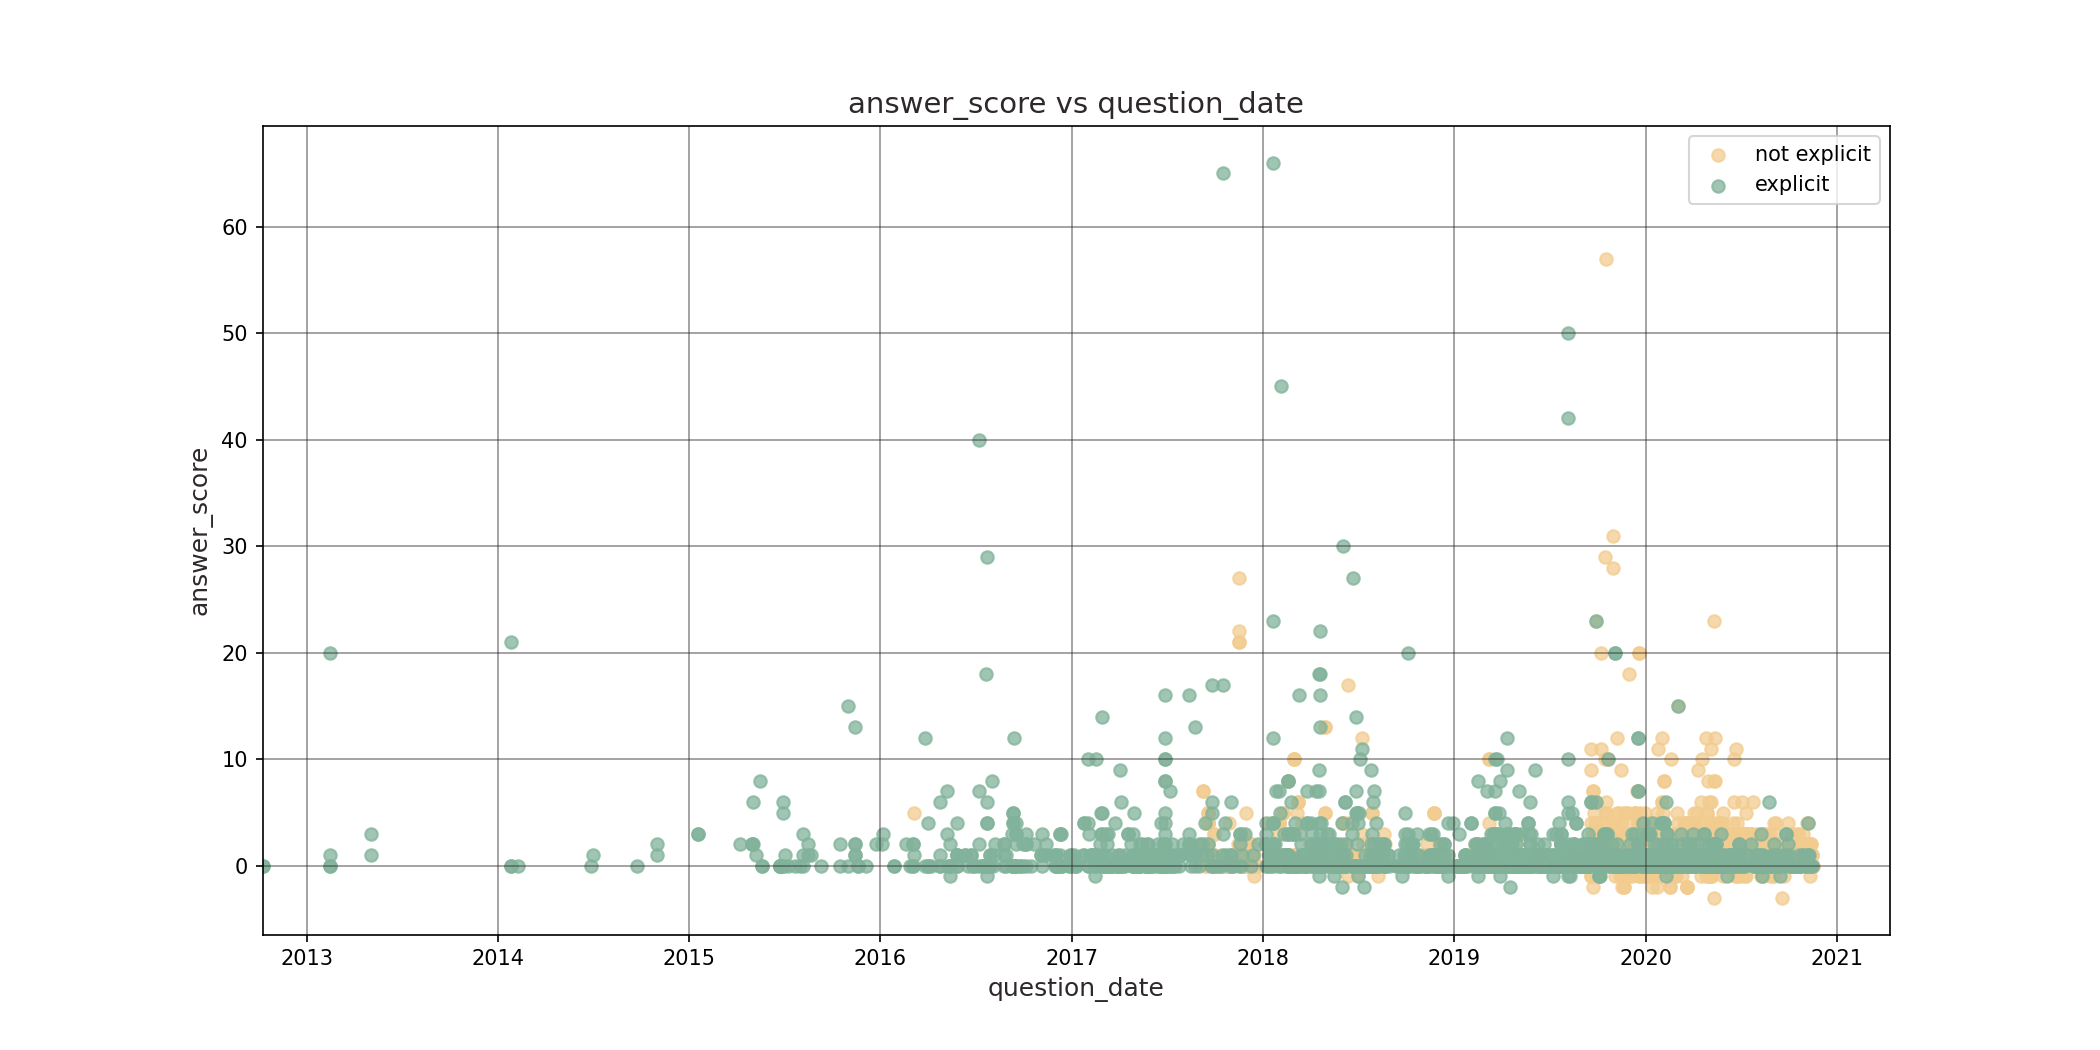 answer_score vs question_date
not explicit
explicit
60
50
40
30
20
10
0
answer_score
2013 2014 2015 2016 2017 2018 2019 2020 2021
question_date